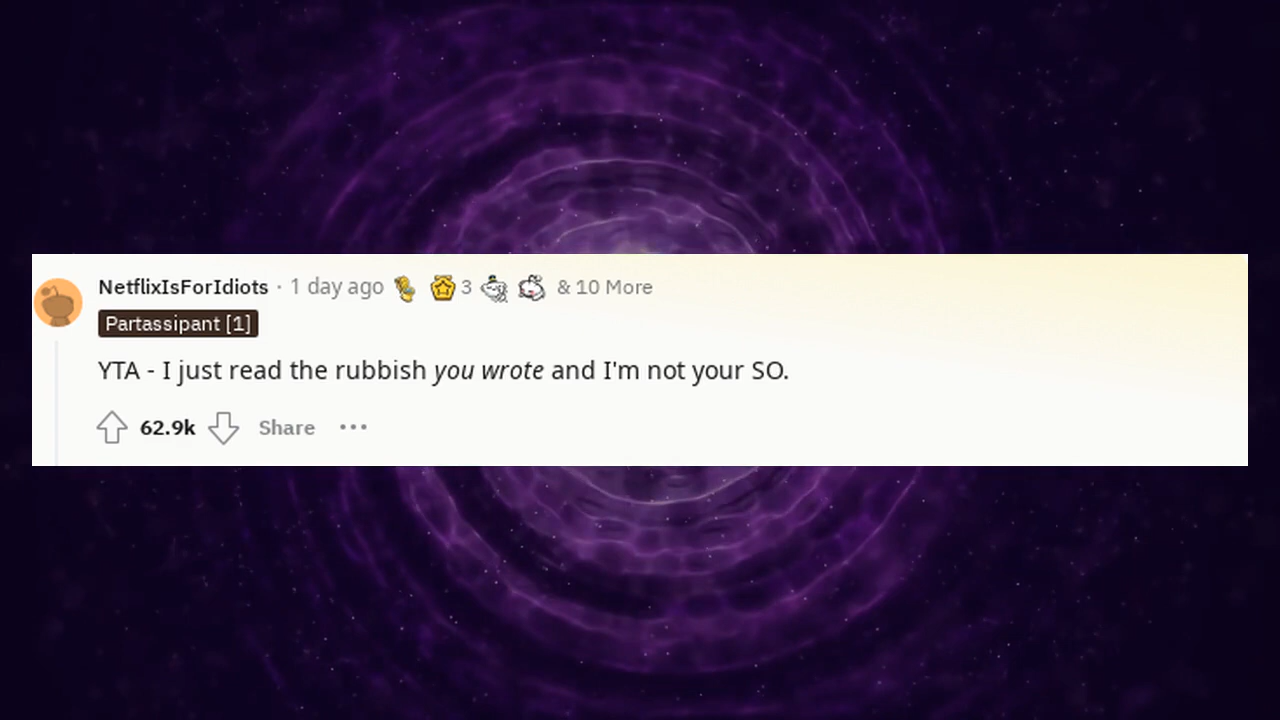 NetflixIsForIdiots · 1 day ago 3 & 10 More
Partassipant [1]
YTA - I just read the rubbish you wrote and I'm not your SO.
62.9k Share